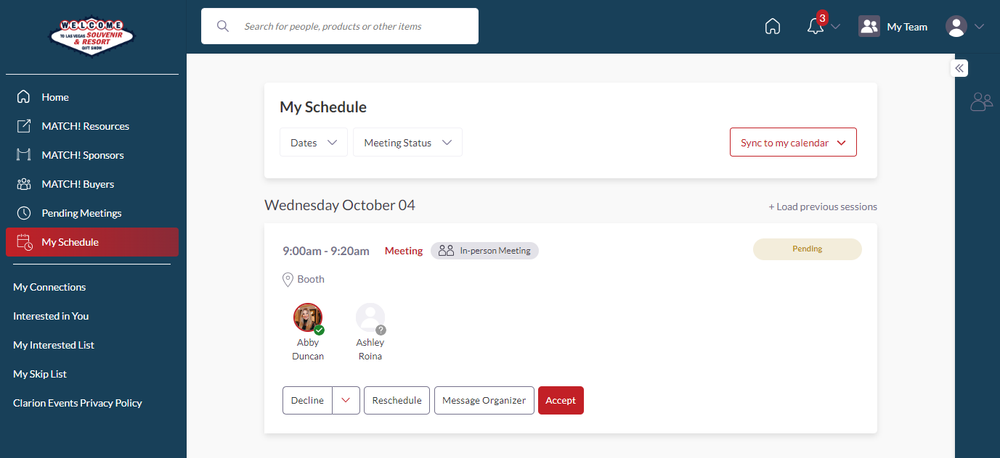 WELCOME
TO LAS VEGAS SOUVENIR
& RESORT
GIFT SHOW
Search for people, products or other items
3
My Team
Home
MATCH! Resources
MATCH! Sponsors
MATCH! Buyers
Pending Meetings
My Schedule
My Connections
Interested in You
My Interested List
My Skip List
Clarion Events Privacy Policy
My Schedule
Dates
Meeting Status
Sync to my calendar
Wednesday October 04
+ Load previous sessions
9:00am - 9:20am Meeting In-person Meeting
Pending
Booth
?
Abby
Duncan
Ashley
Roina
Decline
Reschedule
Message Organizer
Accept